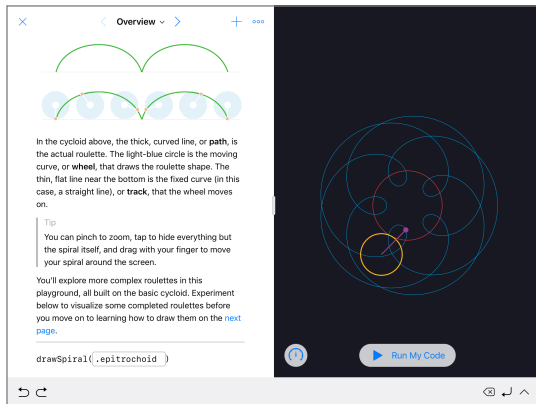 Overview
In the cycloid above, the thick, curved line, or path, is
the actual roulette. The light-blue circle is the moving
curve, or wheel, that draws the roulette shape. The
thin, flat line near the bottom is the fixed curve (in this
case, a straight line), or track, that the wheel moves
on.
Tip
You can pinch to zoom, tap to hide everything but
the spiral itself, and drag with your finger to move
your spiral around the screen.
You'll explore more complex roulettes in this
playground, all built on the basic cycloid. Experiment
below to visualize some completed roulettes before
you move on to learning how to draw them on the next
page.
drawSpiral(.epitrochoid)
Run My Code